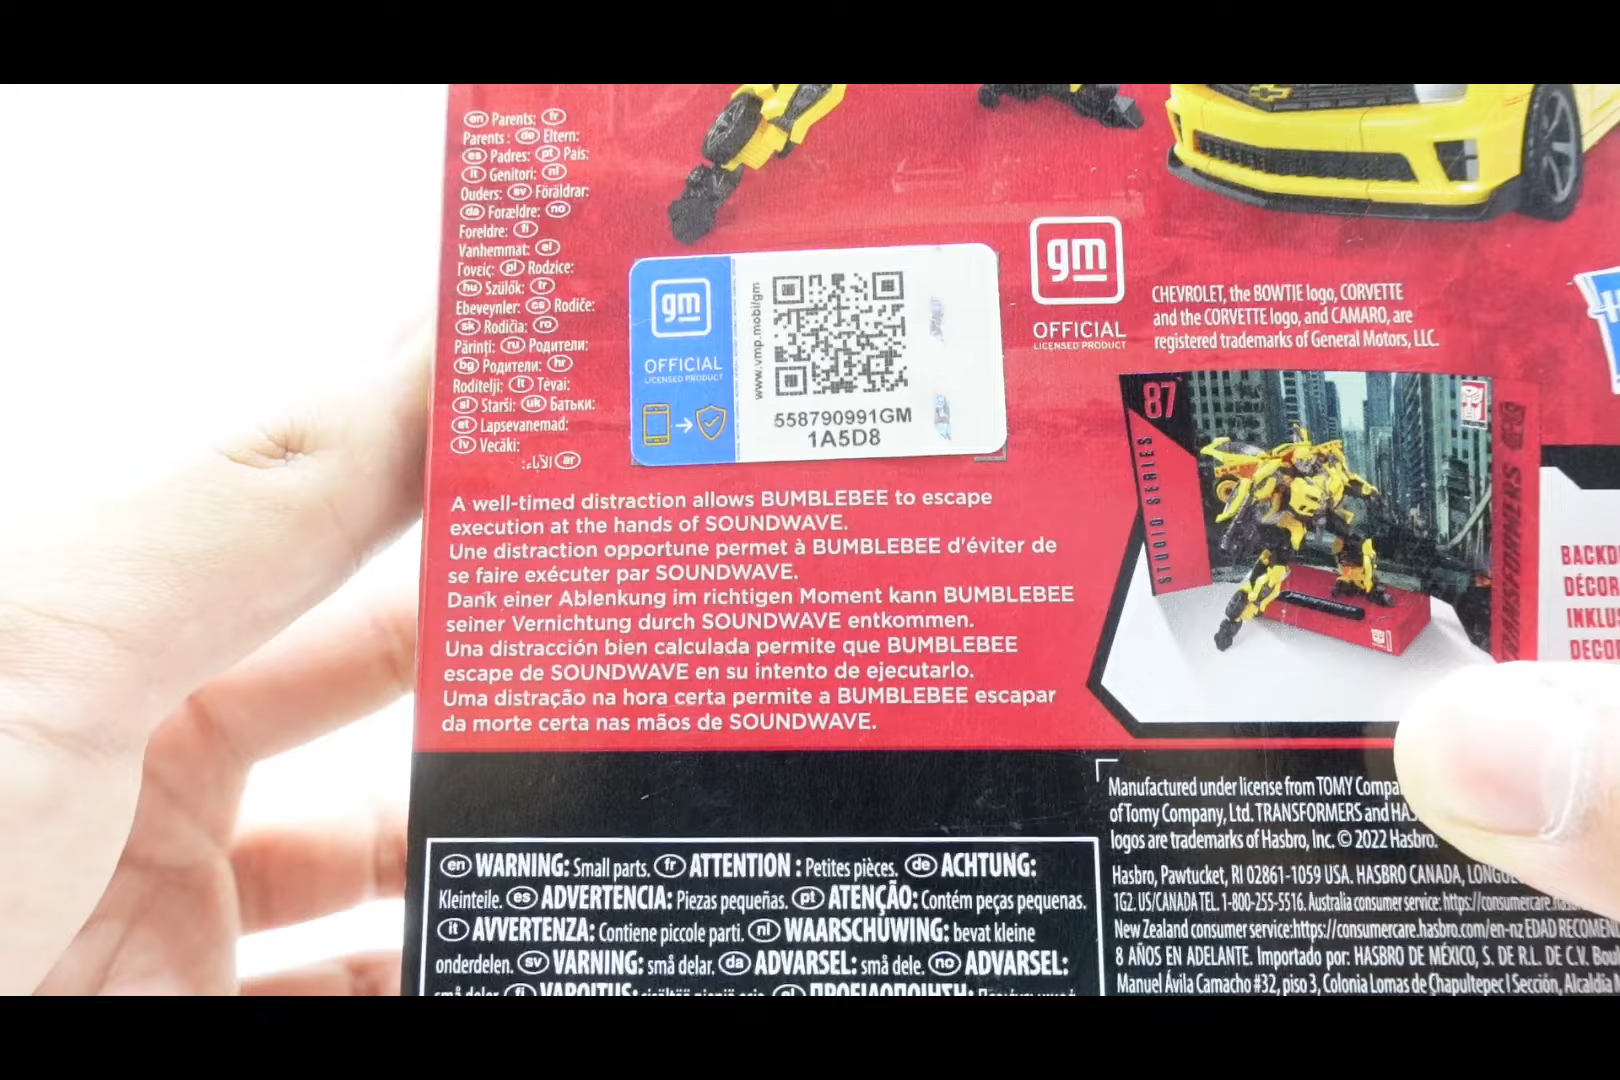 en Parents: fr
Parents : de Eltern:
es Padres: pt Pais:
it Genitori: nl
Ouders: sv Föräldrar:
da Forældre: no
Foreldre: fi
Vanhemmat: el
Γονείς: pl Rodzice:
hu Szülők: tr
Ebeveynler: cs Rodiče:
sk Rodičia: ro
Părinți: ru Родители:
bg Родители: hr
Roditelji: lt Tėvai:
sl Starši: uk Батьки:
et Lapsevanemad:
lv Vecāki:
ar الآباء:
gm
OFFICIAL
LICENSED PRODUCT
www.vmp.mobi/gm
558790991GM
1A5D8
gm
OFFICIAL
LICENSED PRODUCT
CHEVROLET, the BOWTIE logo, CORVETTE
and the CORVETTE logo, and CAMARO, are
registered trademarks of General Motors, LLC.
A well-timed distraction allows BUMBLEBEE to escape
execution at the hands of SOUNDWAVE.
Une distraction opportune permet à BUMBLEBEE d'éviter de
se faire exécuter par SOUNDWAVE.
Dank einer Ablenkung im richtigen Moment kann BUMBLEBEE
seiner Vernichtung durch SOUNDWAVE entkommen.
Una distracción bien calculada permite que BUMBLEBEE
escape de SOUNDWAVE en su intento de ejecutarlo.
Uma distração na hora certa permite a BUMBLEBEE escapar
da morte certa nas mãos de SOUNDWAVE.
87
STUDIO SERIES
TRANSFORMERS
BACKD
DÉCOR
INKLU
DECO
en WARNING: Small parts. fr ATTENTION : Petites pièces. de ACHTUNG:
Kleinteile. es ADVERTENCIA: Piezas pequeñas. pt ATENÇÃO: Contém peças pequenas.
it AVVERTENZA: Contiene piccole parti. nl WAARSCHUWING: bevat kleine
onderdelen. sv VARNING: små delar. da ADVARSEL: små dele. no ADVARSEL:
Manufactured under license from TOMY Compa
of Tomy Company, Ltd. TRANSFORMERS and HAS
logos are trademarks of Hasbro, Inc. © 2022 Hasbro.
Hasbro, Pawtucket, RI 02861-1059 USA. HASBRO CANADA, LONGUE
1G2. US/CANADA TEL. 1-800-255-5516. Australia consumer service: https://consumercare.has
New Zealand consumer service:https://consumercare.hasbro.com/en-nz EDAD RECOMEN
8 AÑOS EN ADELANTE. Importado por: HASBRO DE MÉXICO, S. DE R.L. DE C.V. Boul
Manuel Ávila Camacho #32, piso 3, Colonia Lomas de Chapultepec I Sección, Alcaldía